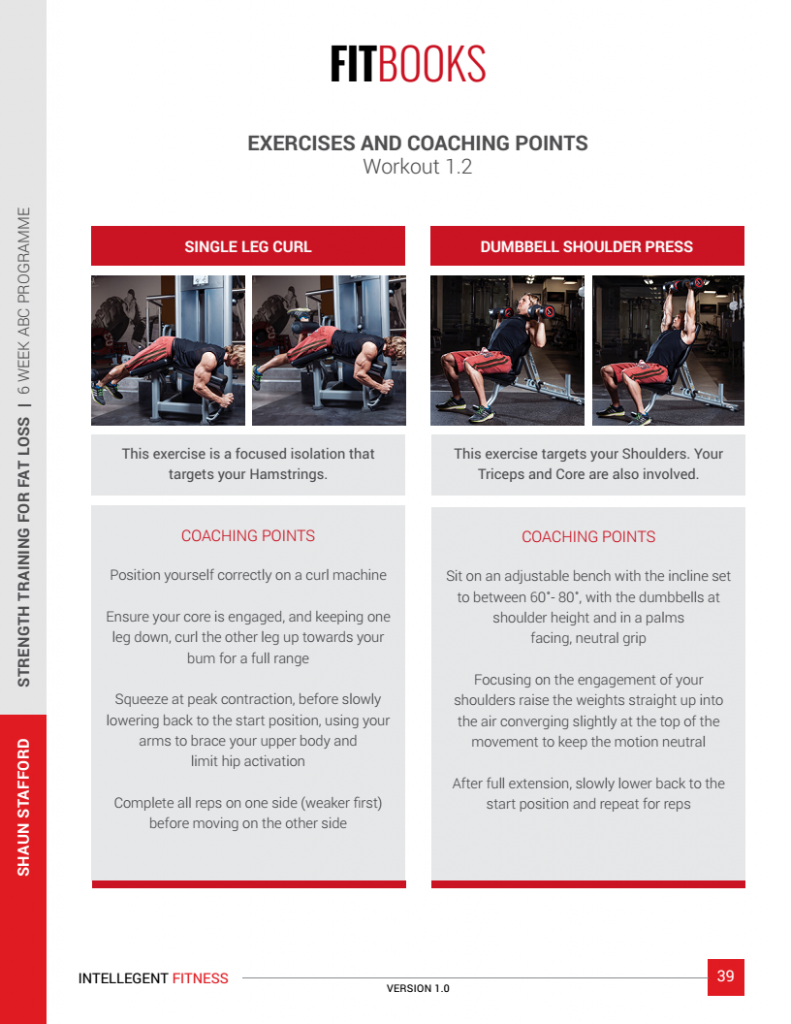 FITBOOKS
EXERCISES AND COACHING POINTS
Workout 1.2
SINGLE LEG CURL
This exercise is a focused isolation that
targets your Hamstrings.
COACHING POINTS
Position yourself correctly on a curl machine
Ensure your core is engaged, and keeping one
leg down, curl the other leg up towards your
bum for a full range
Squeeze at peak contraction, before slowly
lowering back to the start position, using your
arms to brace your upper body and
limit hip activation
Complete all reps on one side (weaker first)
before moving on the other side
DUMBBELL SHOULDER PRESS
This exercise targets your Shoulders. Your
Triceps and Core are also involved.
COACHING POINTS
Sit on an adjustable bench with the incline set
to between 60˚- 80˚, with the dumbbells at
shoulder height and in a palms
facing, neutral grip
Focusing on the engagement of your
shoulders raise the weights straight up into
the air converging slightly at the top of the
movement to keep the motion neutral
After full extension, slowly lower back to the
start position and repeat for reps
STRENGTH TRAINING FOR FAT LOSS | 6 WEEK ABC PROGRAMME
SHAUN STAFFORD
INTELLEGENT FITNESS
VERSION 1.0
39